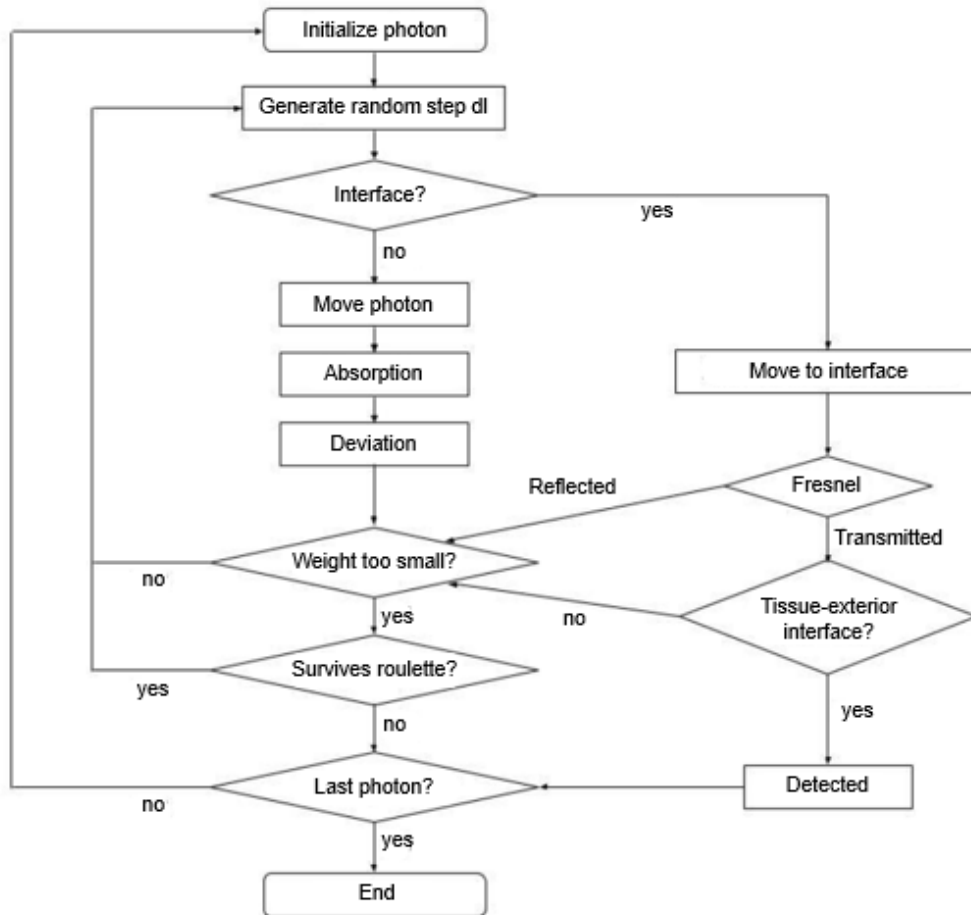 Initialize photon
Generate random step dl
Interface?
yes
no
Move photon
Absorption
Deviation
Move to interface
Reflected
Fresnel
Transmitted
Weight too small?
no
yes
Tissue-exterior
interface?
no
yes
Survives roulette?
yes
no
Last photon?
no
yes
Detected
End